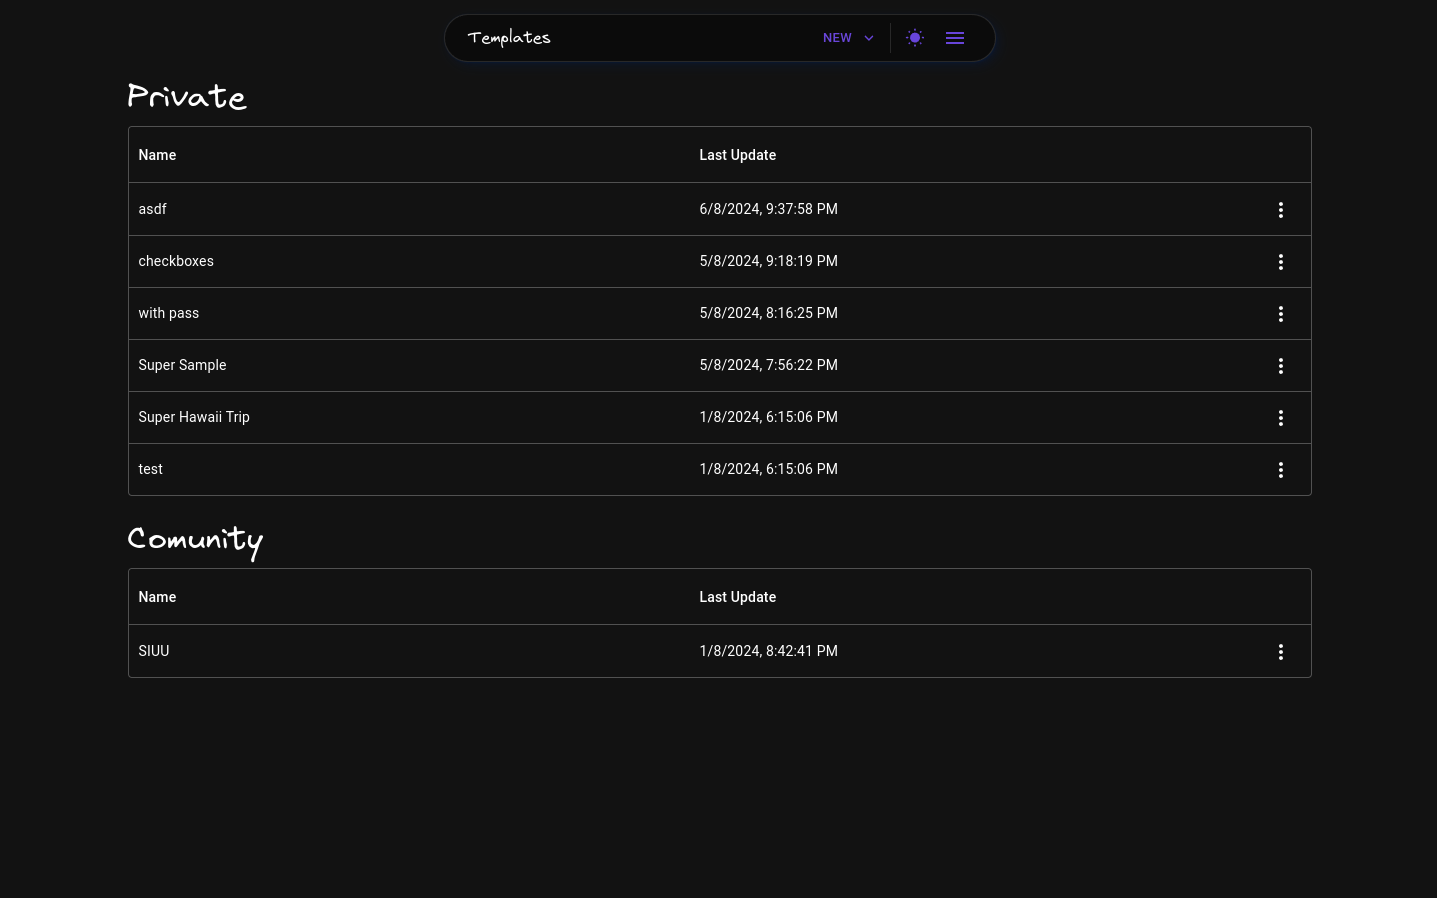 Templates NEW
Private
Name Last Update
asdf 6/8/2024, 9:37:58 PM
checkboxes 5/8/2024, 9:18:19 PM
with pass 5/8/2024, 8:16:25 PM
Super Sample 5/8/2024, 7:56:22 PM
Super Hawaii Trip 1/8/2024, 6:15:06 PM
test 1/8/2024, 6:15:06 PM
Comunity
Name Last Update
SIUU 1/8/2024, 8:42:41 PM